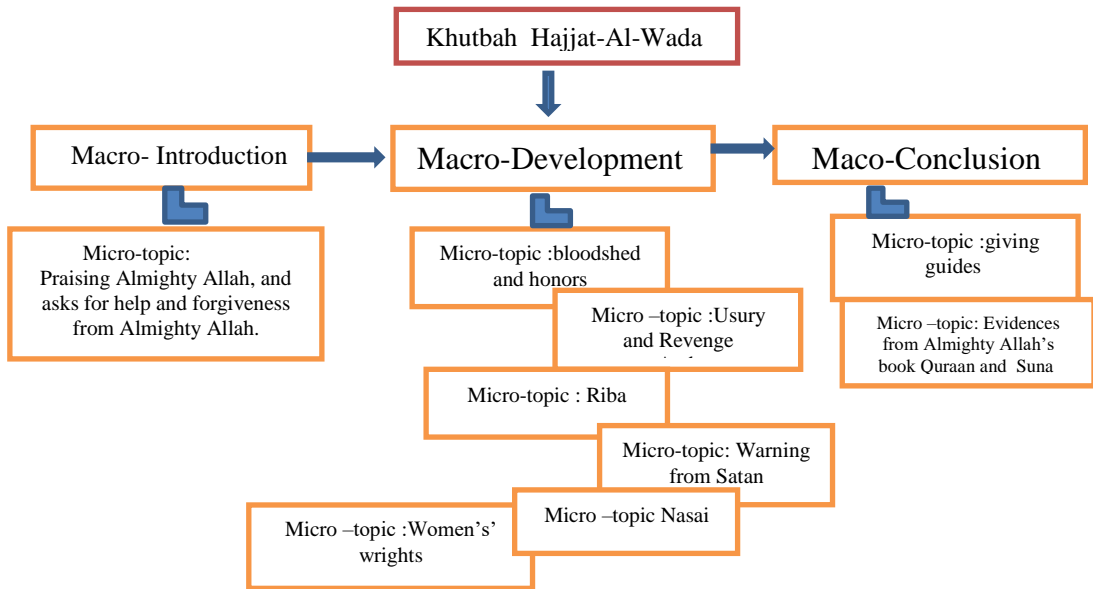 Khutbah Hajjat-Al-Wada
Macro- Introduction
Macro-Development
Maco-Conclusion
Micro-topic:
Praising Almighty Allah, and
asks for help and forgiveness
from Almighty Allah.
Micro-topic :bloodshed
and honors
Micro –topic :Usury
and Revenge
Micro-topic : Riba
Micro-topic: Warning
from Satan
Micro –topic Nasai
Micro –topic :Women’s’
wrights
Micro-topic :giving
guides
Micro –topic: Evidences
from Almighty Allah’s
book Quraan and Suna